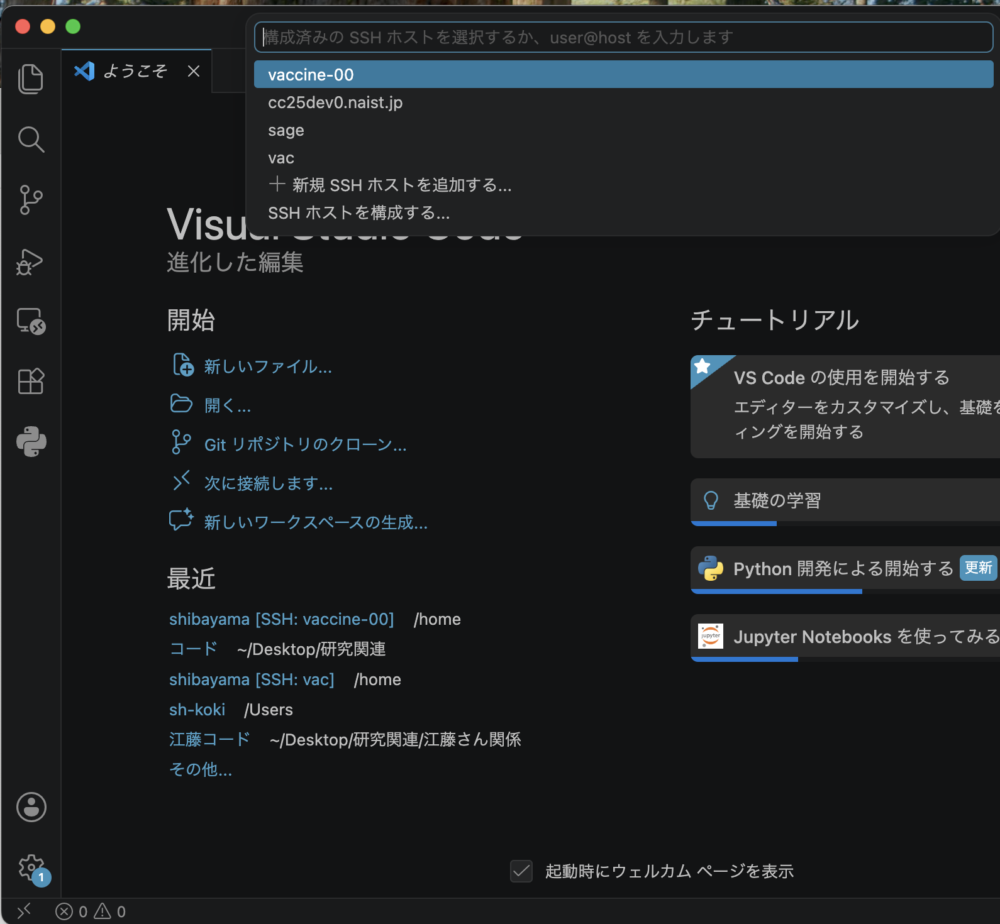 構成済みの SSH ホストを選択するか、user@host を入力します
vaccine-00
cc25dev0.naist.jp
sage
vac
新規 SSH ホストを追加する...
SSH ホストを構成する...
ようこそ
Visual Studio Code
進化した編集
開始
新しいファイル...
開く...
Git リポジトリのクローン...
次に接続します...
新しいワークスペースの生成...
最近
shibayama [SSH: vaccine-00] /home
コード ~/Desktop/研究関連
shibayama [SSH: vac] /home
sh-koki /Users
江藤コード ~/Desktop/研究関連/江藤さん関係
その他...
チュートリアル
VS Code の使用を開始する
エディターをカスタマイズし、基礎を
ィングを開始する
基礎の学習
Python 開発による開始する 更新
jupyter
Jupyter Notebooks を使ってみる
起動時にウェルカム ページを表示
1
0 0